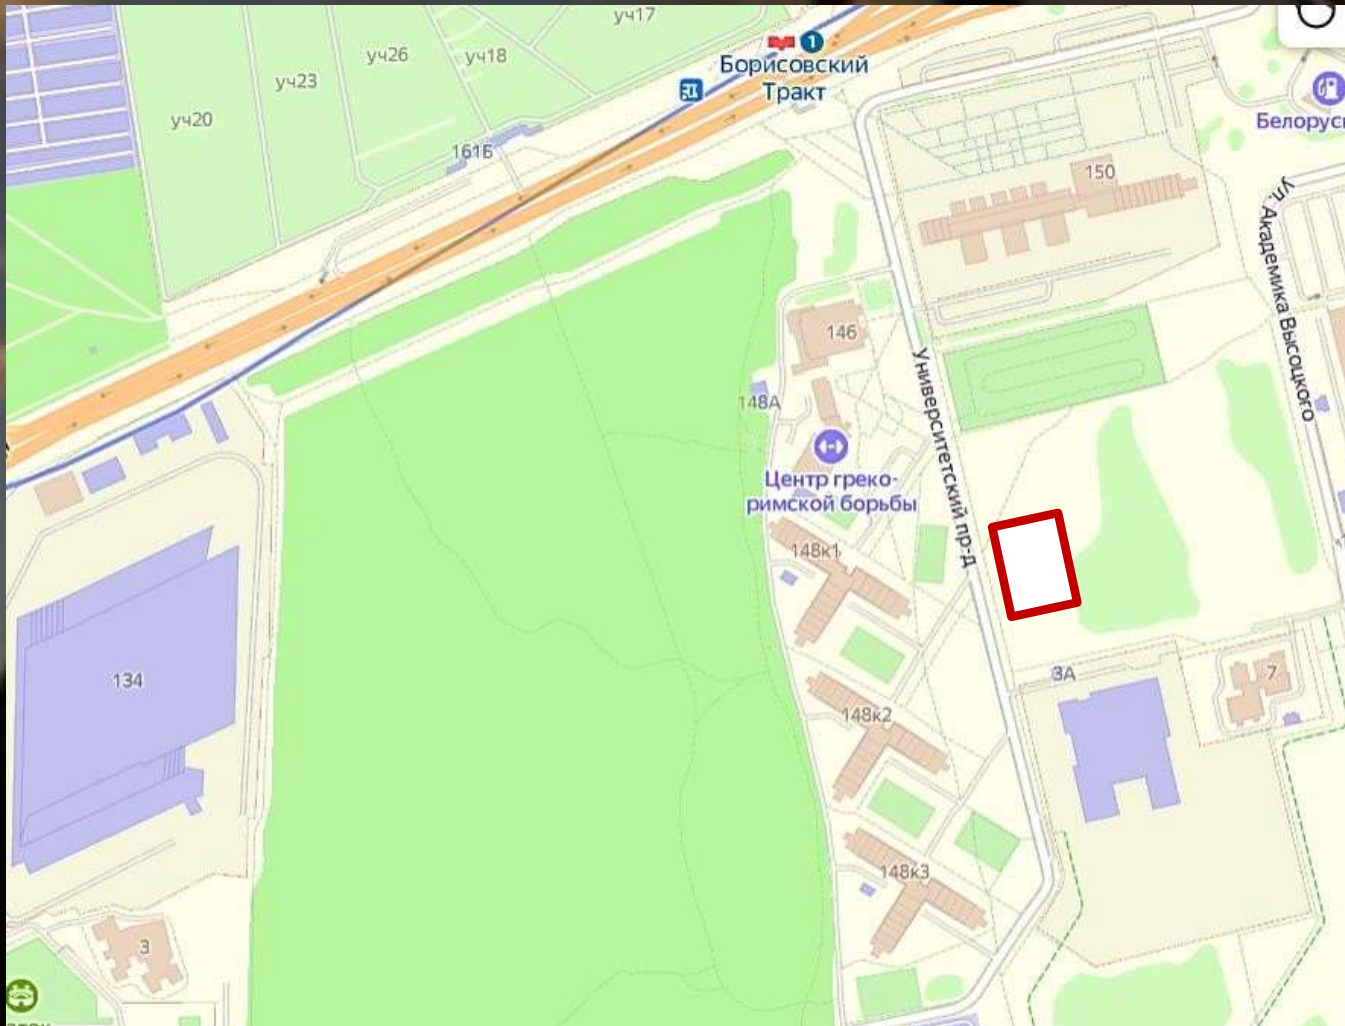 уч17
уч26
уч18
уч23
уч20
161Б
1
Борисовский
Тракт
150
ул. Академика Высоцкого
146
148А
Университетский пр-д
Центр греко-
римской борьбы
148к1
134
148к2
3А
7
148к3
3